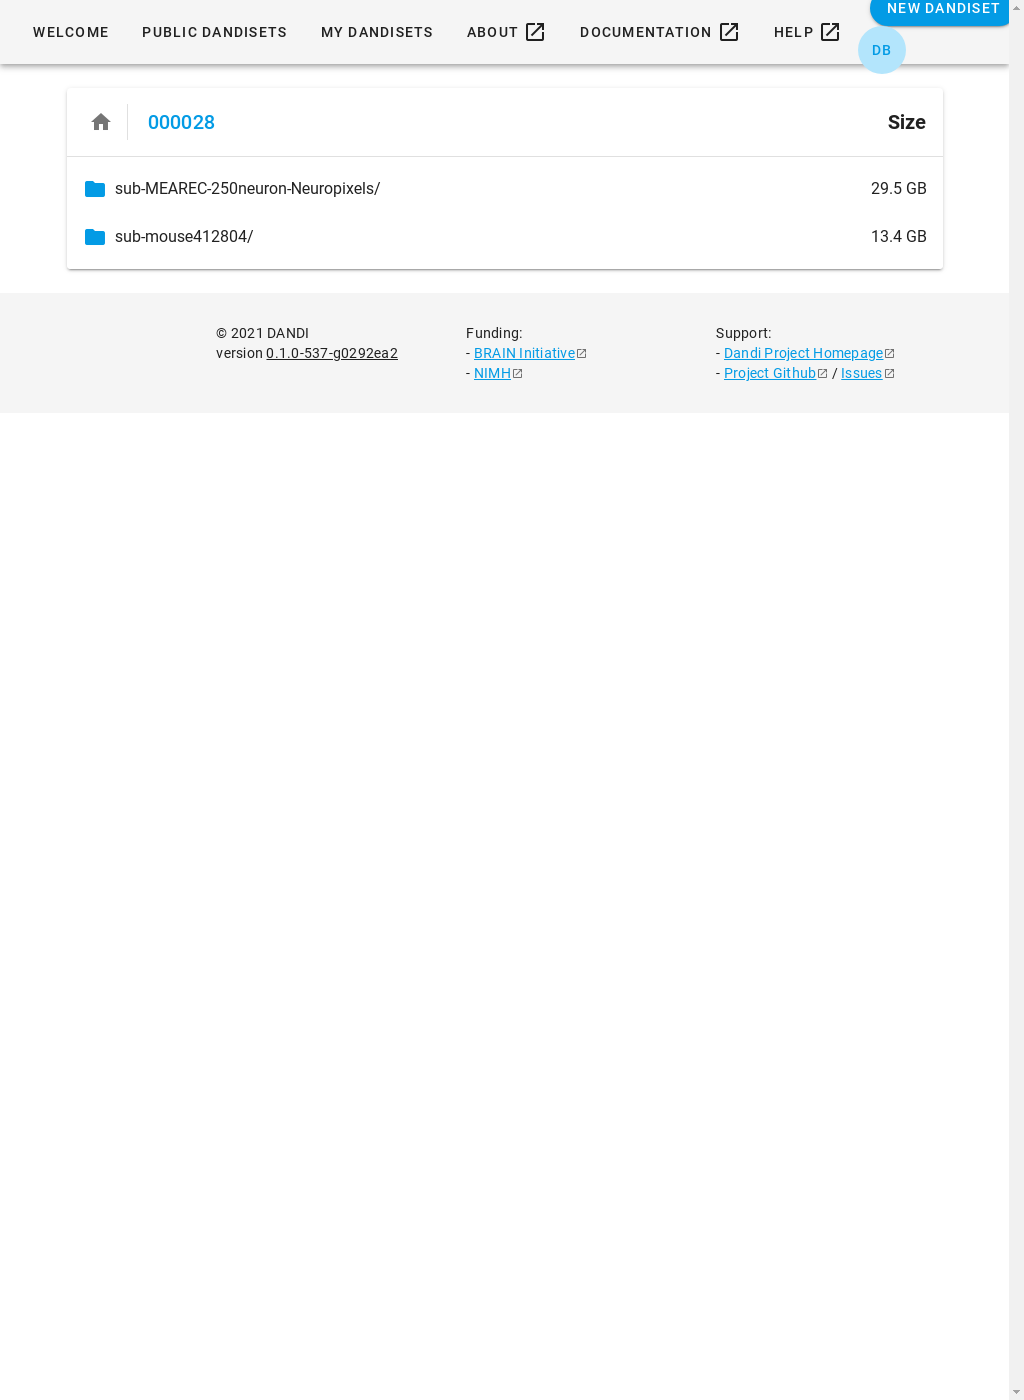 NEW DANDISET
WELCOME PUBLIC DANDISETS MY DANDISETS ABOUT DOCUMENTATION HELP
DB
000028 Size
sub-MEAREC-250neuron-Neuropixels/ 29.5 GB
sub-mouse412804/ 13.4 GB
© 2021 DANDI
version 0.1.0-537-g0292ea2
Funding:
- BRAIN Initiative
- NIMH
Support:
- Dandi Project Homepage
- Project Github / Issues